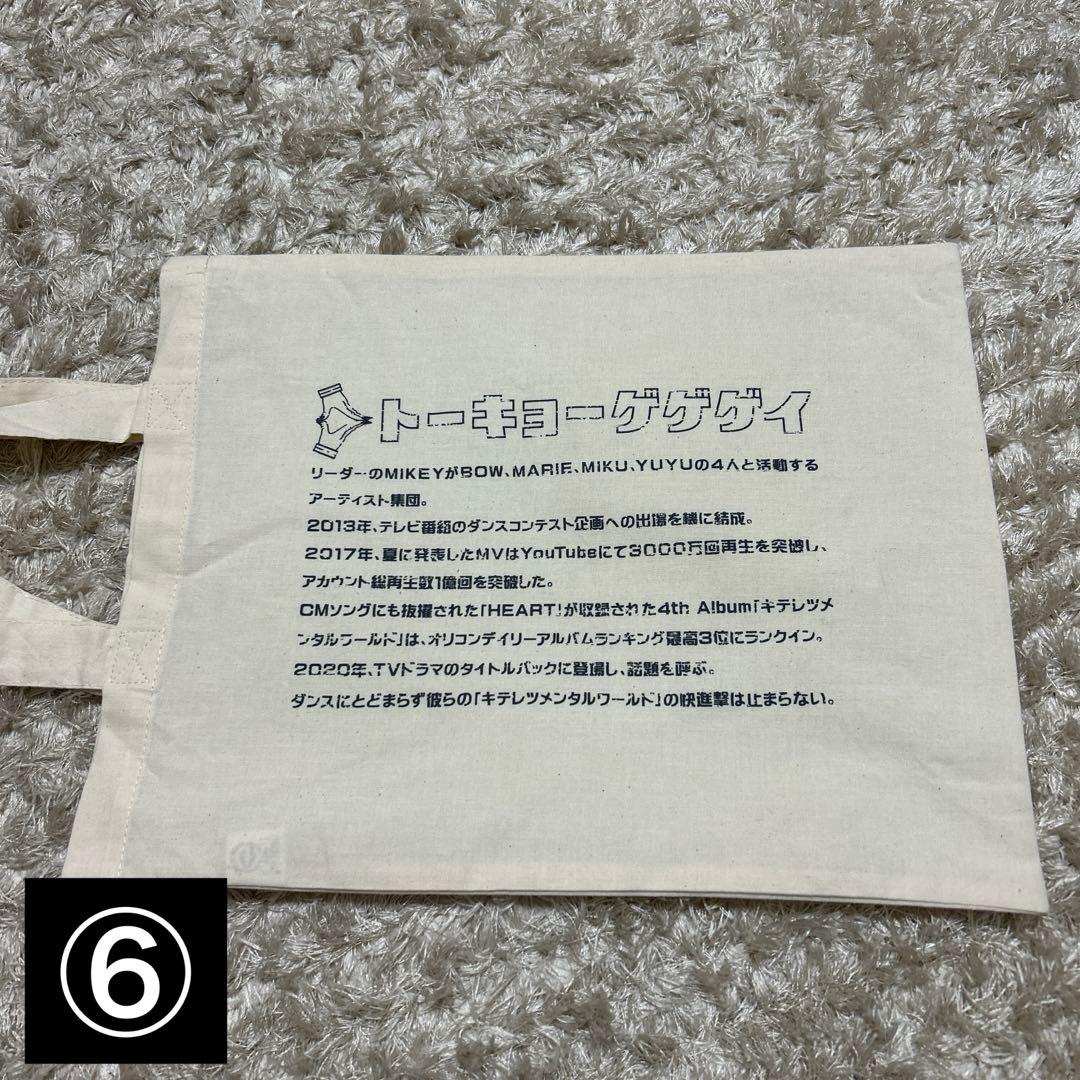 トーキョーゲゲゲイ
リーダーのMIKEYがBOW、MARIE、MIKU、YUYUの4人と活動する
アーティスト集団。
2013年、テレビ番組のダンスコンテスト企画への出場を機に結成。
2017年、夏に発表したMVはYouTubeにて3000万回再生を突破し、
アカウント総再生数1億回を突破した。
CMソングにも抜擢された「HEART」が収録された4th Album「キテレツメ
ンタルワールド」は、オリコンデイリーアルバムランキング最高3位にランクイン。
2020年、TVドラマのタイトルバックに登場し、話題を呼ぶ。
ダンスにとどまらず彼らの「キテレツメンタルワールド」の快進撃は止まらない。
⑥